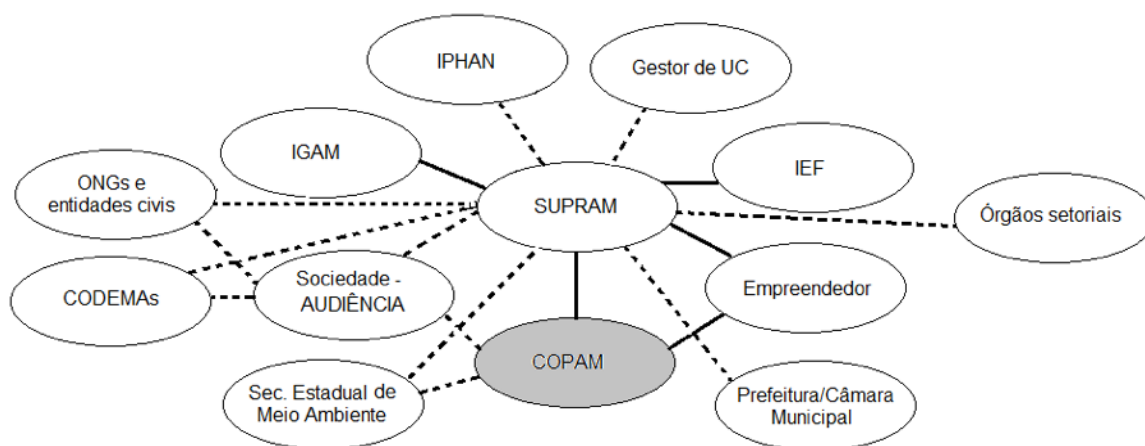 IPHAN
Gestor de UC
IGAM
IEF
ONGs e
entidades civis
SUPRAM
Órgãos setoriais
CODEMAs
Sociedade -
AUDIÊNCIA
Empreendedor
COPAM
Sec. Estadual de
Meio Ambiente
Prefeitura/Câmara
Municipal